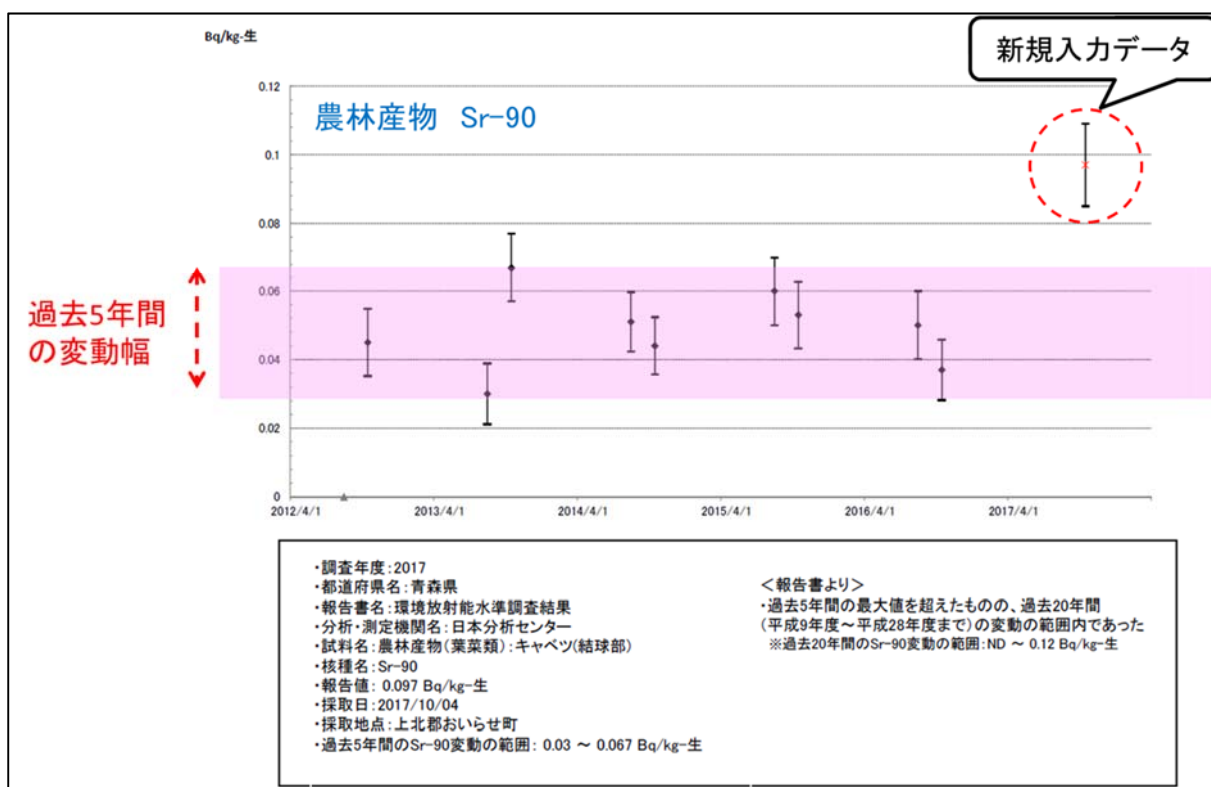 Bq/kg-生
新規入力データ
農林産物 Sr-90
0.12
0.1
0.08
0.06
0.04
0.02
0
過去5年間
の変動幅
2012/4/1
2013/4/1
2014/4/1
2015/4/1
2016/4/1
2017/4/1
・調査年度:2017
・都道府県名:青森県
・報告書名:環境放射能水準調査結果
・分析・測定機関名:日本分析センター
・試料名:農林産物(葉菜類):キャベツ(結球部)
・核種名:Sr-90
・報告値: 0.097 Bq/kg-生
・採取日:2017/10/04
・採取地点:上北郡おいらせ町
・過去5年間のSr-90変動の範囲: 0.03 ~ 0.067 Bq/kg-生
<報告書より>
・過去5年間の最大値を超えたものの、過去20年間
(平成9年度~平成28年度まで)の変動の範囲内であった
※過去20年間のSr-90変動の範囲:ND ~ 0.12 Bq/kg-生